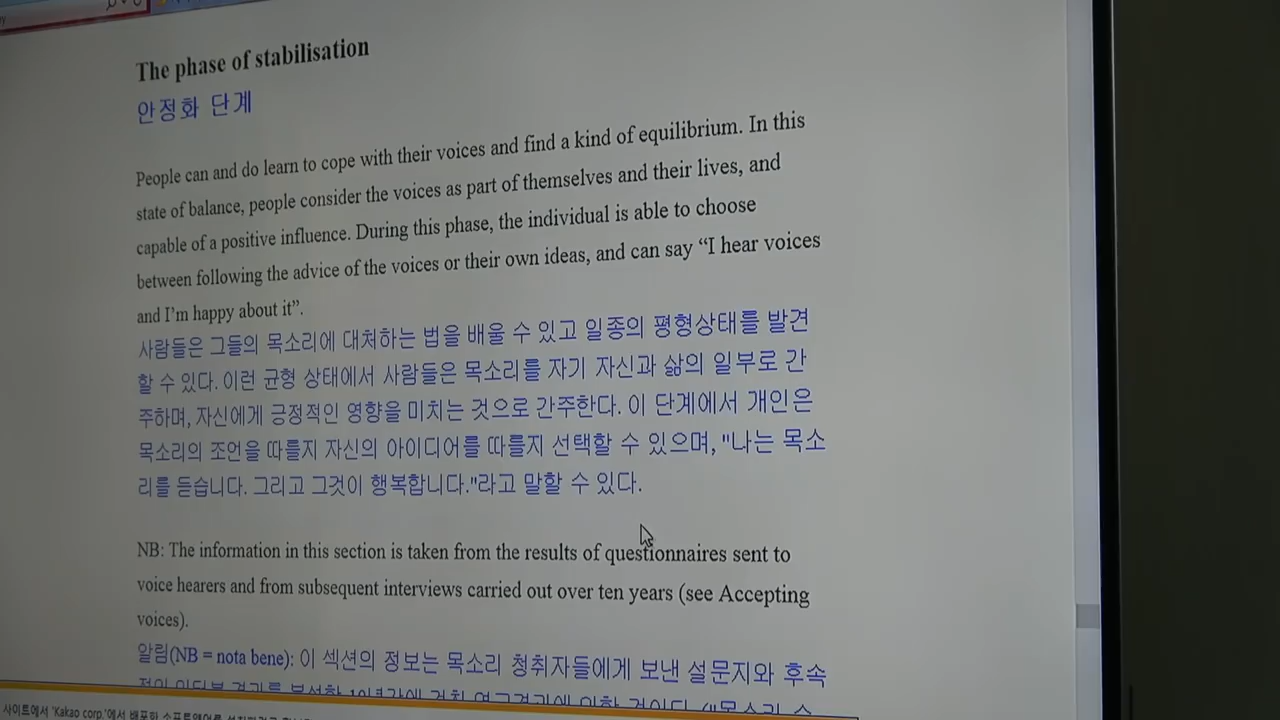 The phase of stabilisation
안정화 단계
People can and do learn to cope with their voices and find a kind of equilibrium. In this
state of balance, people consider the voices as part of themselves and their lives, and
capable of a positive influence. During this phase, the individual is able to choose
between following the advice of the voices or their own ideas, and can say “I hear voices
and I’m happy about it”.
사람들은 그들의 목소리에 대처하는 법을 배울 수 있고 일종의 평형상태를 발견
할 수 있다. 이런 균형 상태에서 사람들은 목소리를 자기 자신과 삶의 일부로 간
주하며, 자신에게 긍정적인 영향을 미치는 것으로 간주한다. 이 단계에서 개인은
목소리의 조언을 따를지 자신의 아이디어를 따를지 선택할 수 있으며, "나는 목소
리를 듣습니다. 그리고 그것이 행복합니다."라고 말할 수 있다.
NB: The information in this section is taken from the results of questionnaires sent to
voice hearers and from subsequent interviews carried out over ten years (see Accepting
voices).
알림(NB = nota bene): 이 섹션의 정보는 목소리 청취자들에게 보낸 설문지와 후속
사이트에서 'Kakao corp.'에서 배포한